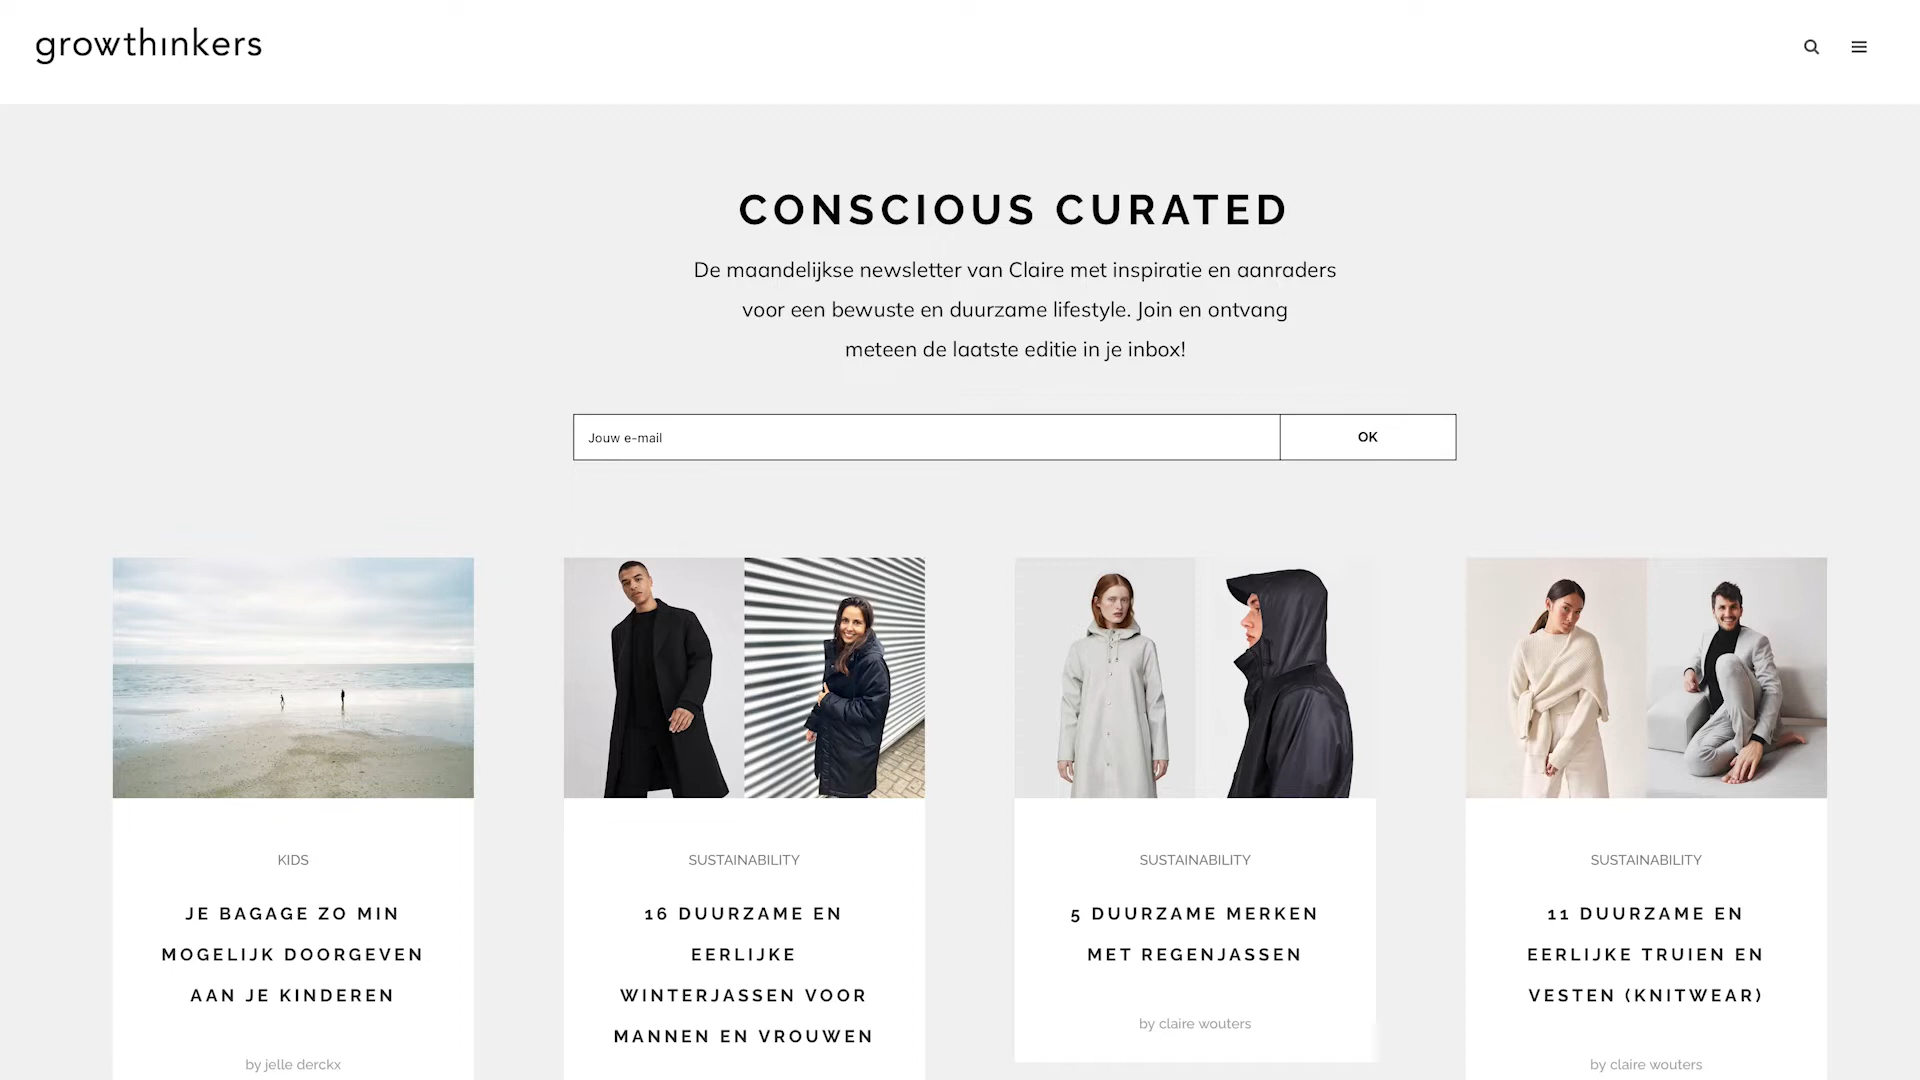 growthınkers
CONSCIOUS CURATED
De maandelijkse newsletter van Claire met inspiratie en aanraders
voor een bewuste en duurzame lifestyle. Join en ontvang
meteen de laatste editie in je inbox!
Jouw e-mail
OK
KIDS
JE BAGAGE ZO MIN
MOGELIJK DOORGEVEN
AAN JE KINDEREN
by jelle derckx
SUSTAINABILITY
16 DUURZAME EN
EERLIJKE
WINTERJASSEN VOOR
MANNEN EN VROUWEN
SUSTAINABILITY
5 DUURZAME MERKEN
MET REGENJASSEN
by claire wouters
SUSTAINABILITY
11 DUURZAME EN
EERLIJKE TRUIEN EN
VESTEN (KNITWEAR)
by claire wouters